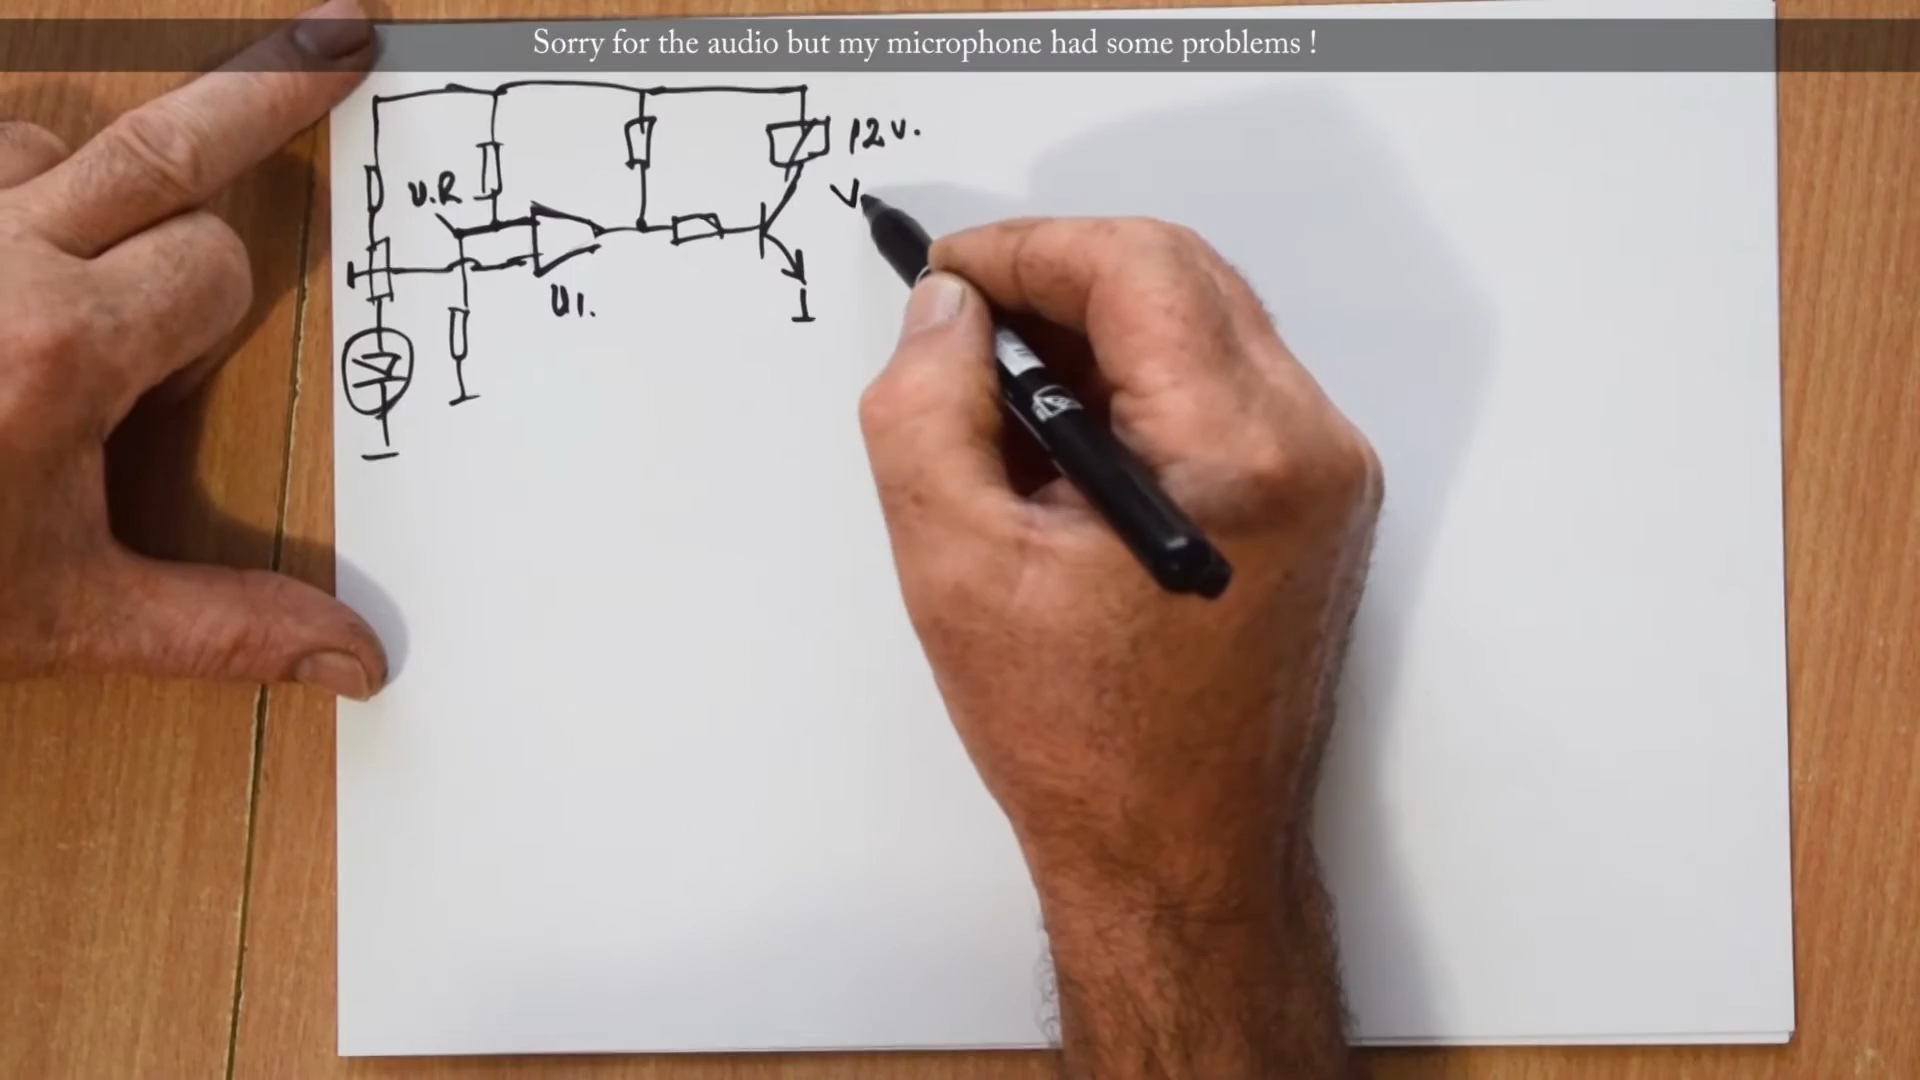 Sorry for the audio but my microphone had some problems !
12V.
V.R
V
U1.